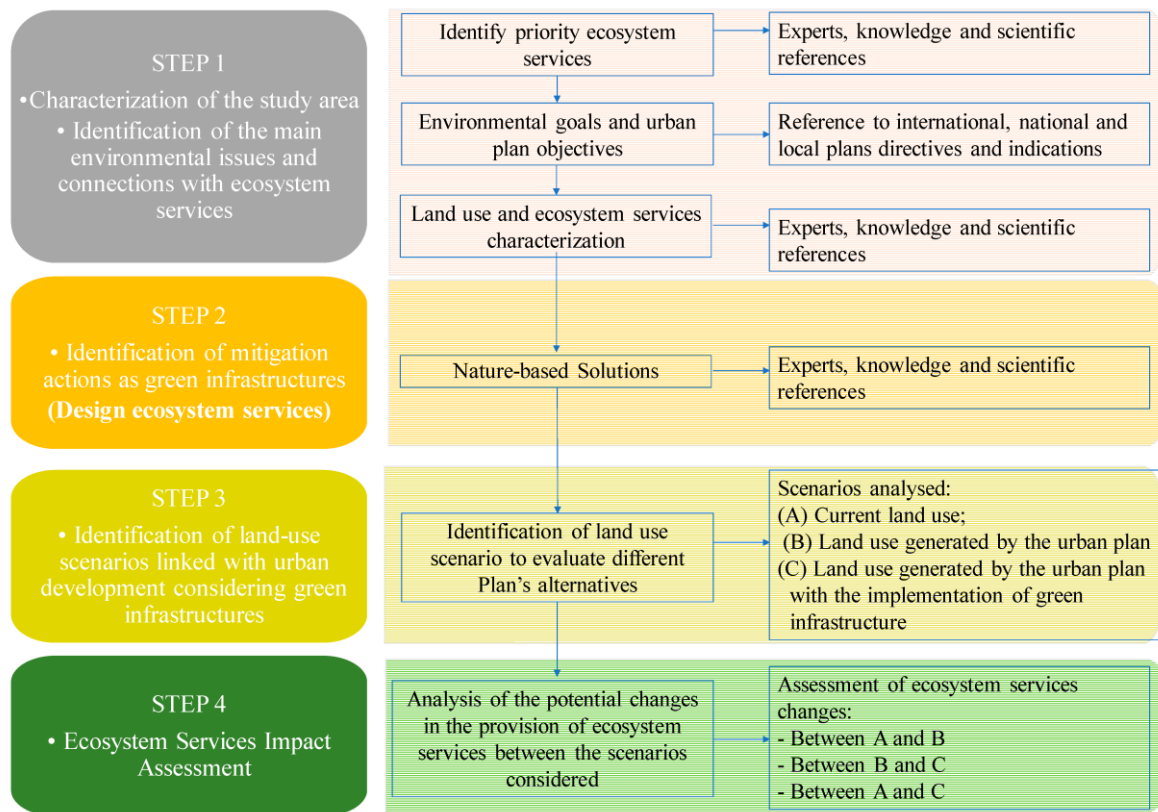 STEP 1
•Characterization of the study area
• Identification of the main
environmental issues and
connections with ecosystem
services
Identify priority ecosystem
services
Experts, knowledge and scientific
references
Environmental goals and urban
plan objectives
Reference to international, national and
local plans directives and indications
Land use and ecosystem services
characterization
Experts, knowledge and scientific
references
STEP 2
• Identification of mitigation
actions as green infrastructures
(Design ecosystem services)
Nature-based Solutions
Experts, knowledge and scientific
references
STEP 3
• Identification of land-use
scenarios linked with urban
development considering green
infrastructures
Identification of land use
scenario to evaluate different
Plan’s alternatives
Scenarios analysed:
(A) Current land use;
(B) Land use generated by the urban plan
(C) Land use generated by the urban plan
with the implementation of green
infrastructure
STEP 4
• Ecosystem Services Impact
Assessment
Analysis of the potential changes
in the provision of ecosystem
services between the scenarios
considered
Assessment of ecosystem services
changes:
- Between A and B
- Between B and C
- Between A and C